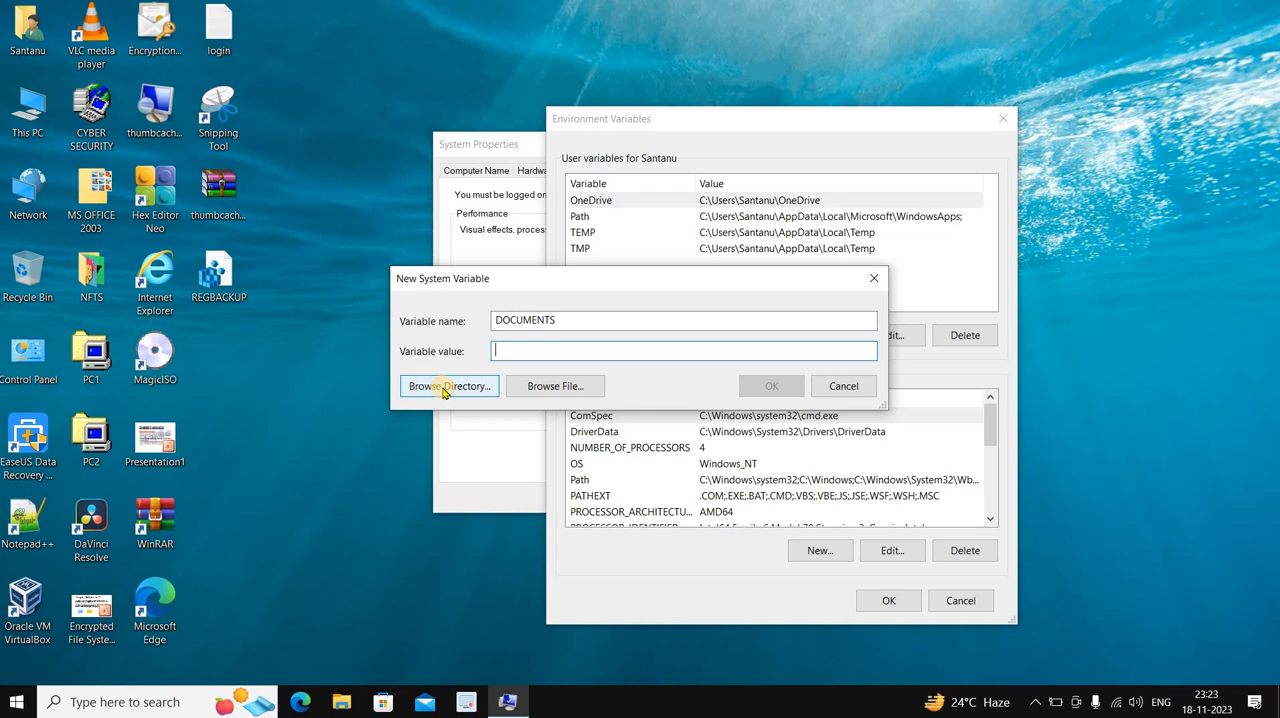 Santanu
VLC media
player
Encryption...
login
This PC
CYBER
SECURITY
thumbcach...
Snipping
Tool
Network
MS OFFICE
2003
Hex Editor
Neo
thumbcach...
Recycle Bin
NFTS
Internet
Explorer
REGBACKUP
Control Panel
PC1
MagicISO
EaseUS Data
Recovery ...
PC2
Presentation1
Notepad++
DaVinci
Resolve
WinRAR
Oracle VM
VirtualBox
Encrypted
File Syste...
Microsoft
Edge
System Properties
Computer Name
Hardwa
You must be logged on
Performance
Visual effects, proces
Environment Variables
User variables for Santanu
Variable Value
OneDrive C:\Users\Santanu\OneDrive
Path C:\Users\Santanu\AppData\Local\Microsoft\WindowsApps;
TEMP C:\Users\Santanu\AppData\Local\Temp
TMP C:\Users\Santanu\AppData\Local\Temp
New System Variable
Variable name: DOCUMENTS
Variable value:
Browse Directory... Browse File... OK Cancel
dit... Delete
ComSpec C:\Windows\system32\cmd.exe
DriverData C:\Windows\System32\Drivers\DriverData
NUMBER_OF_PROCESSORS 4
OS Windows_NT
Path C:\Windows\system32;C:\Windows;C:\Windows\System32\Wb...
PATHEXT .COM;.EXE;.BAT;.CMD;.VBS;.VBE;.JS;.JSE;.WSF;.WSH;.MSC
PROCESSOR_ARCHITECTU... AMD64
New... Edit... Delete
OK Cancel
Type here to search
24°C Haze
ENG
23:23
18-11-2023